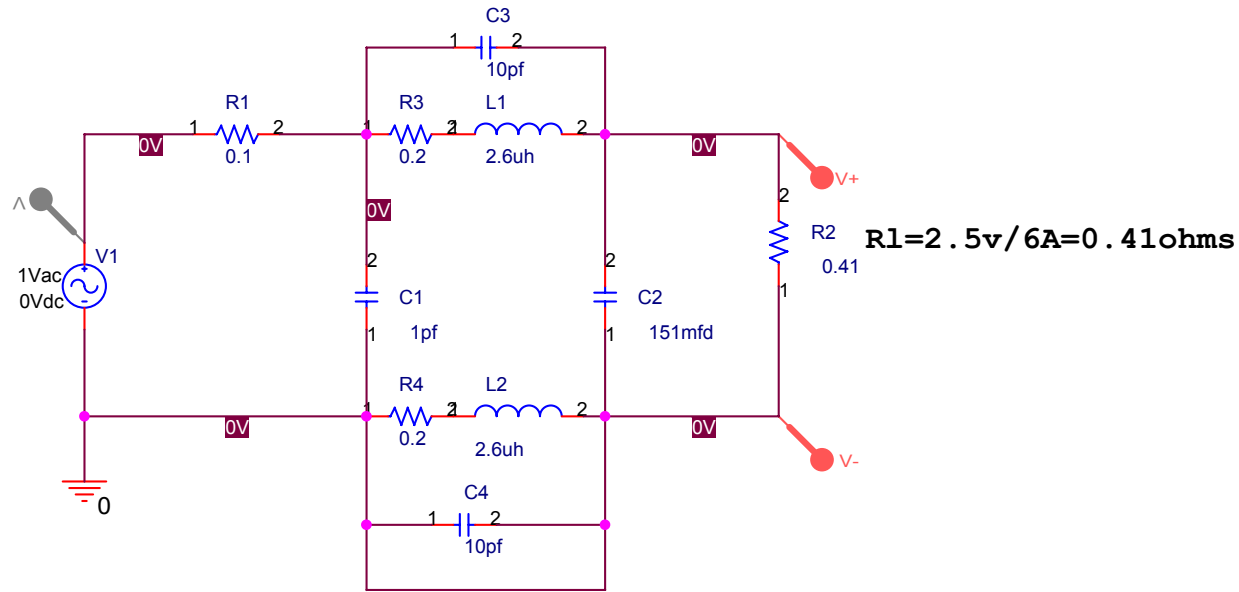 C3
1 2
10pf
R1
1 2
0.1
R3
1 2
0.2
L1
1 2
2.6uh
0V
0V
V+
V
0V
2
R2
0.41
1
Rl=2.5v/6A=0.41ohms
V1
1Vac
0Vdc
+
-
2
C1
1pf
1
2
C2
151mfd
1
R4
1 2
0.2
L2
1 2
2.6uh
0V
0V
V-
0
C4
1 2
10pf